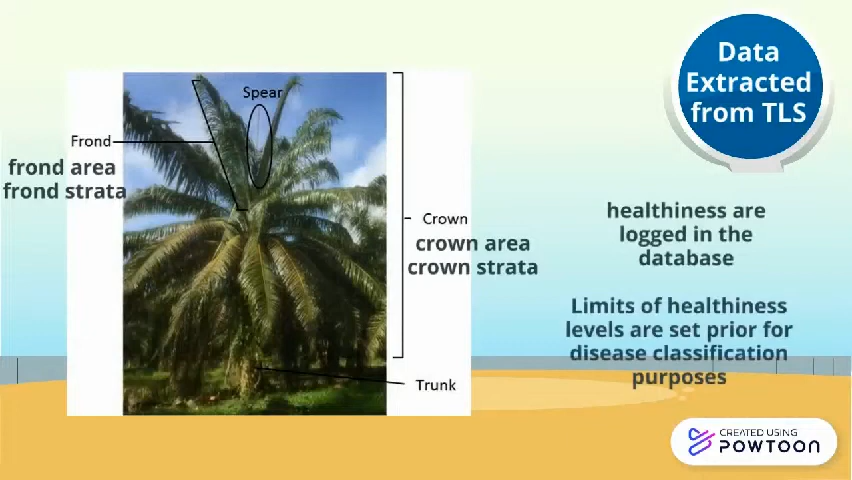 Data
Extracted
from TLS
Spear
Frond
frond area
frond strata
Crown
crown area
crown strata
Trunk
healthiness are
logged in the
database
Limits of healthiness
levels are set prior for
disease classification
purposes
CREATED USING
POWTOON